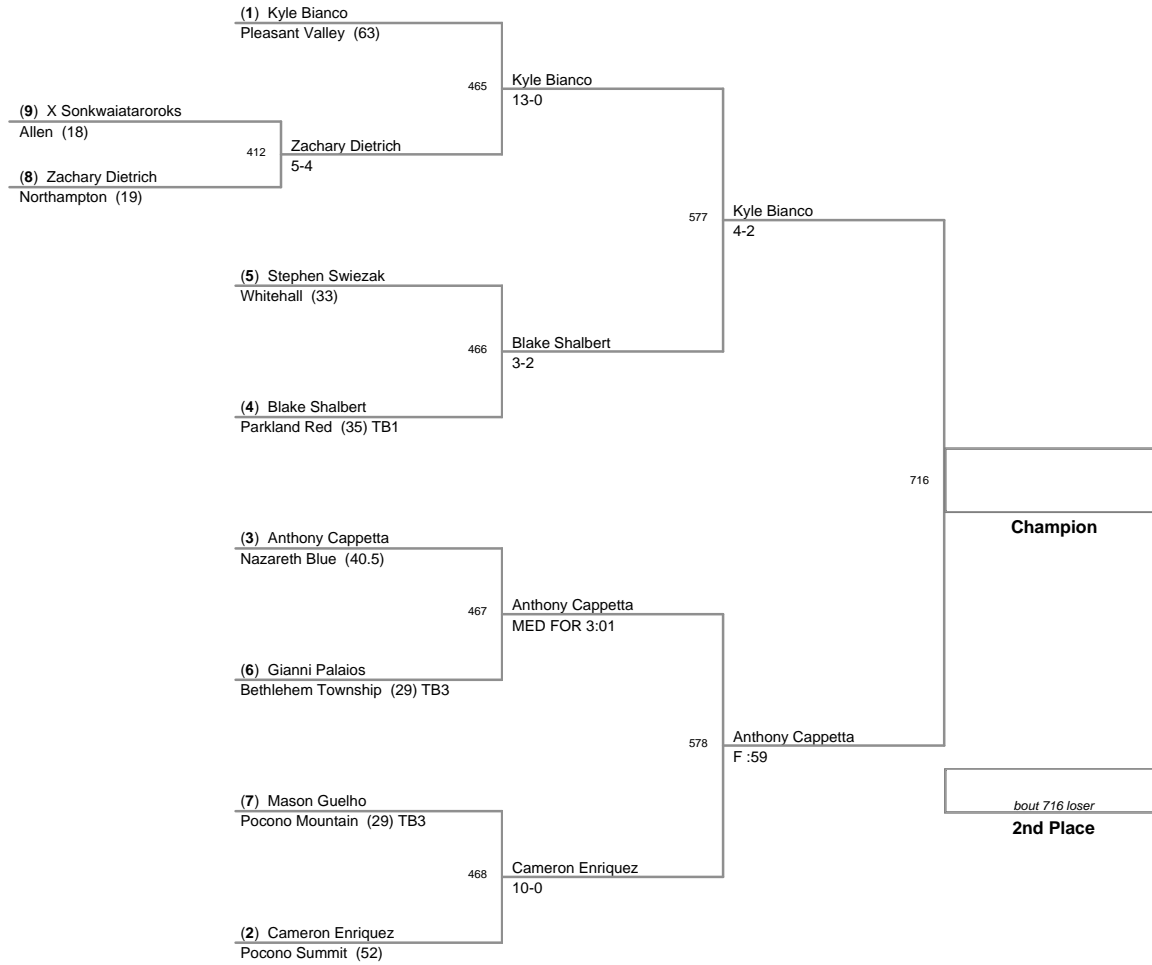 (1) Kyle Bianco
Pleasant Valley (63)
465
Kyle Bianco
13-0
(9) X Sonkwaiataroroks
Allen (18)
412
Zachary Dietrich
5-4
(8) Zachary Dietrich
Northampton (19)
577
Kyle Bianco
4-2
(5) Stephen Swiezak
Whitehall (33)
466
Blake Shalbert
3-2
(4) Blake Shalbert
Parkland Red (35) TB1
716
Champion
(3) Anthony Cappetta
Nazareth Blue (40.5)
467
Anthony Cappetta
MED FOR 3:01
(6) Gianni Palaios
Bethlehem Township (29) TB3
578
Anthony Cappetta
F :59
(7) Mason Guelho
Pocono Mountain (29) TB3
bout 716 loser
2nd Place
468
Cameron Enriquez
10-0
(2) Cameron Enriquez
Pocono Summit (52)